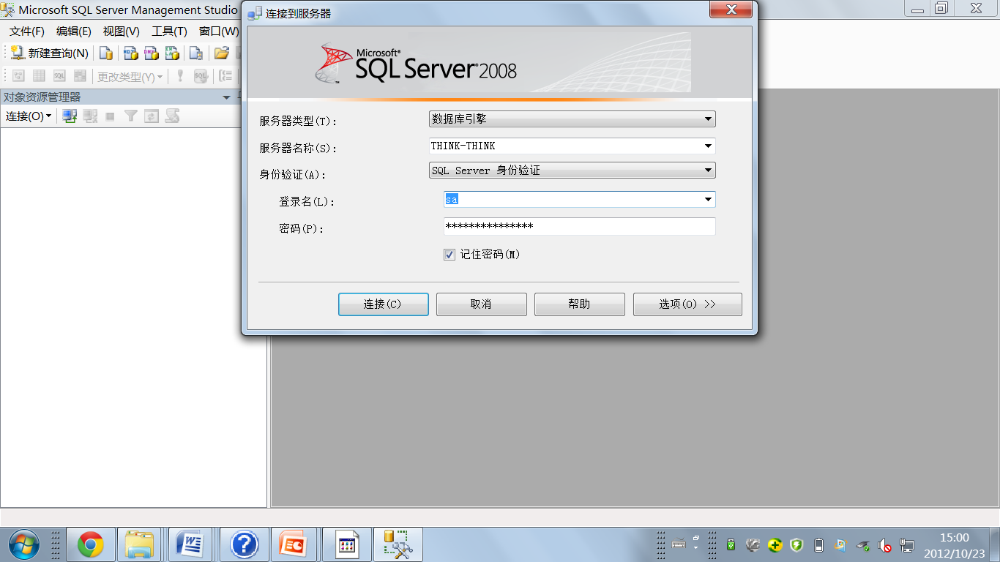 Microsoft SQL Server Management Studio
文件(F) 编辑(E) 视图(V) 工具(T) 窗口(W)
新建查询(N)
更改类型(Y)
对象资源管理器
连接(O)
连接到服务器
Microsoft®
SQL Server® 2008
服务器类型(T): 数据库引擎
服务器名称(S): THINK-THINK
身份验证(A): SQL Server 身份验证
登录名(L): sa
密码(P): ***************
记住密码(M)
连接(C) 取消 帮助 选项(O) >>
15:00
2012/10/23